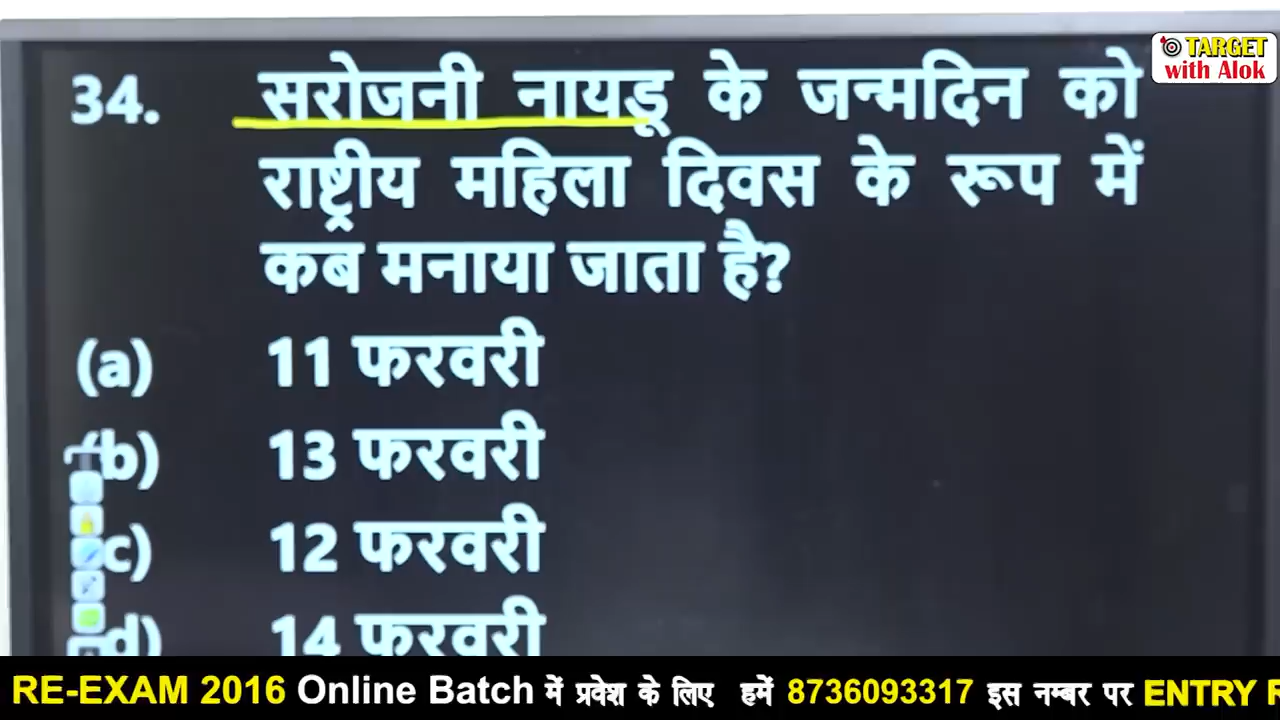 TARGET
with Alok
34. सरोजनी नायडू के जन्मदिन को
राष्ट्रीय महिला दिवस के रूप में
कब मनाया जाता है?
(a) 11 फरवरी
(b) 13 फरवरी
(c) 12 फरवरी
(d) 14 फरवरी
RE-EXAM 2016 Online Batch में प्रवेश के लिए हमें 8736093317 इस नम्बर पर ENTRY R